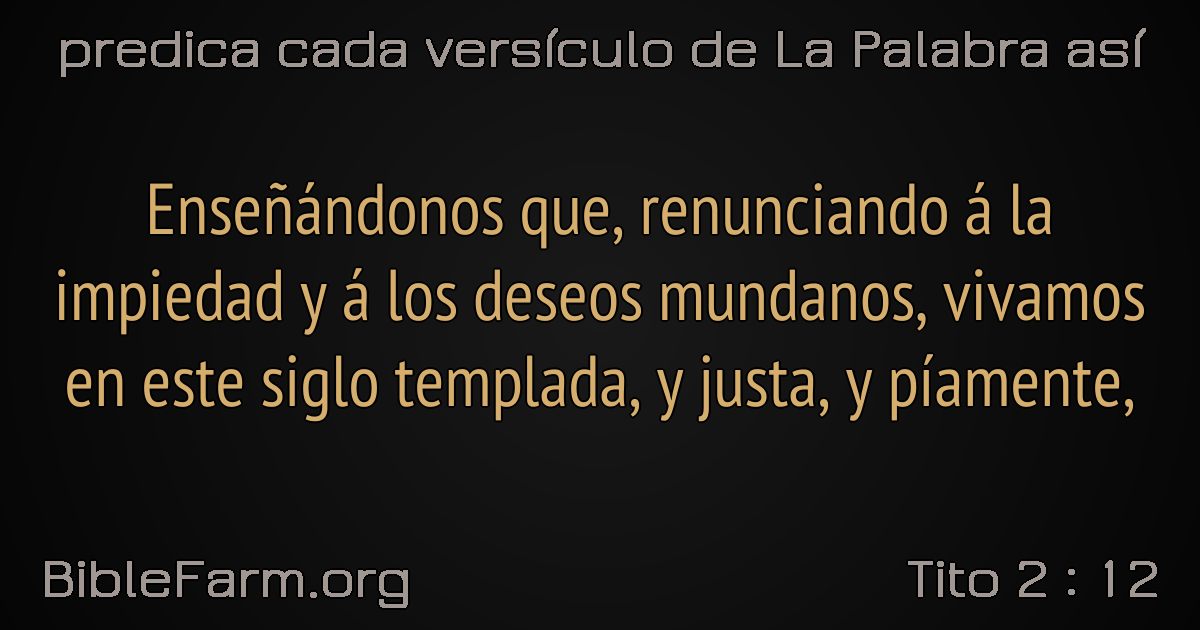 predica cada versículo de La Palabra así
Enseñándonos que, renunciando á la
impiedad y á los deseos mundanos, vivamos
en este siglo templada, y justa, y píamente,
BibleFarm.org
Tito 2 : 12